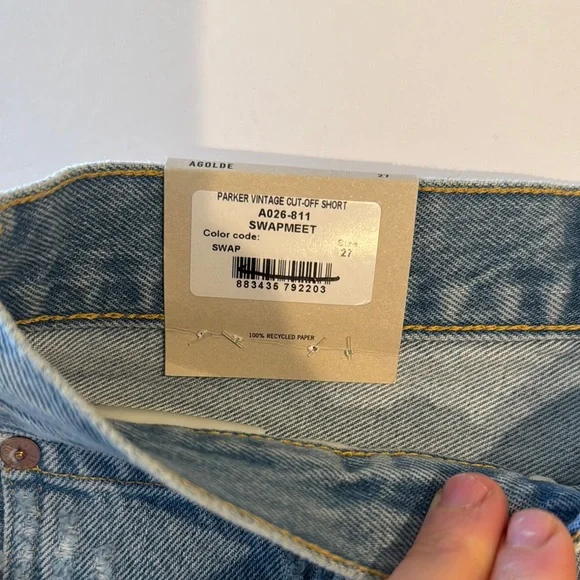 AGOLDE 27
PARKER VINTAGE CUT-OFF SHORT
A026-811
SWAPMEET
Color code: Size
SWAP 27
883435 792203
100% RECYCLED PAPER